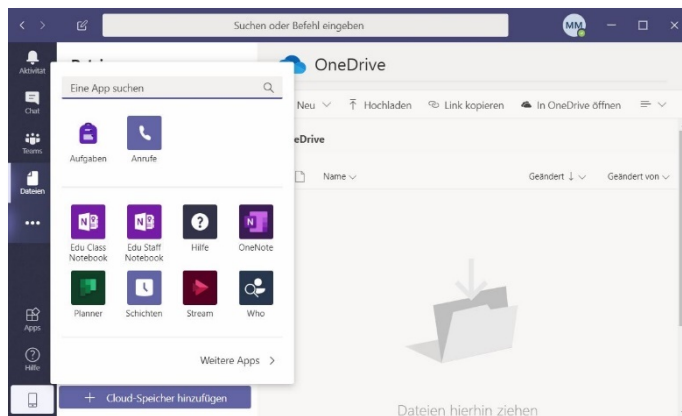 Suchen oder Befehl eingeben
MM
Aktivität
Chat
Teams
Dateien
Apps
Hilfe
Eine App suchen
Aufgaben
Anrufe
Edu Class Notebook
Edu Staff Notebook
Hilfe
OneNote
Planner
Schichten
Stream
Who
Weitere Apps
+ Cloud-Speicher hinzufügen
OneDrive
Neu
Hochladen
Link kopieren
In OneDrive öffnen
eDrive
Name
Geändert
Geändert von
Dateien hierhin ziehen